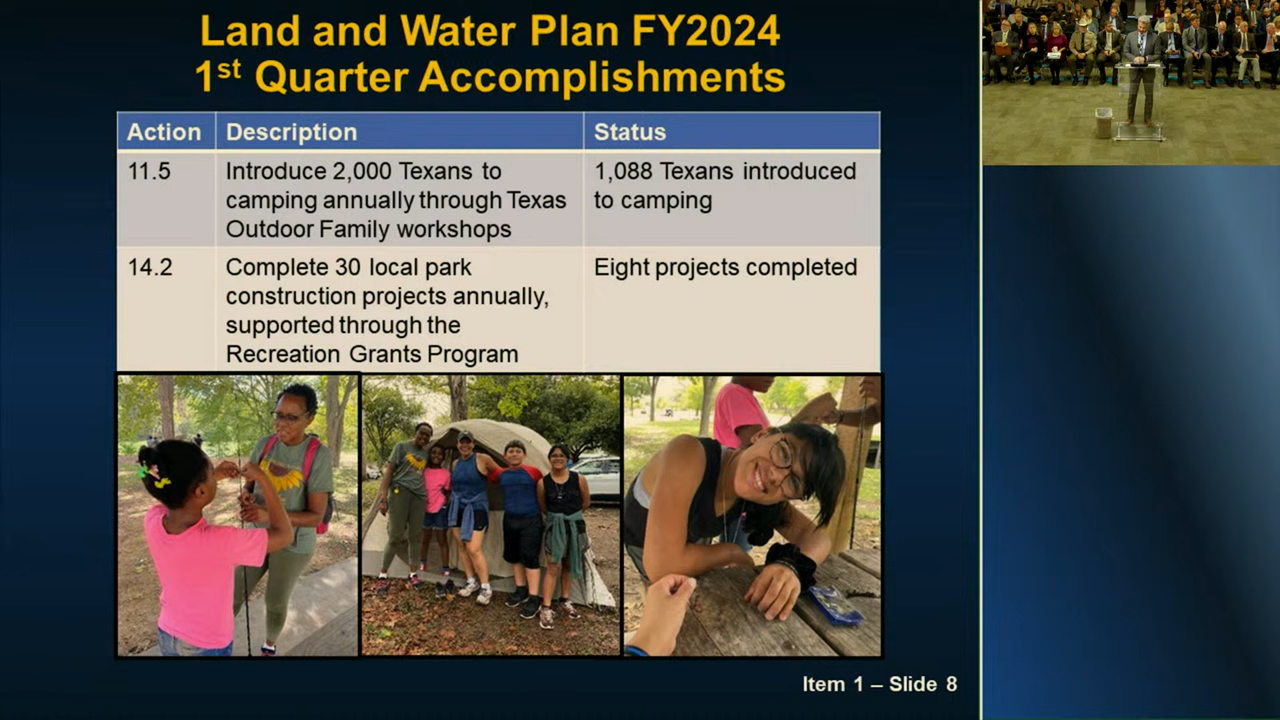 Land and Water Plan FY2024
1st Quarter Accomplishments
Action Description Status
11.5 Introduce 2,000 Texans to camping annually through Texas Outdoor Family workshops 1,088 Texans introduced to camping
14.2 Complete 30 local park construction projects annually, supported through the Recreation Grants Program Eight projects completed
Item 1 – Slide 8